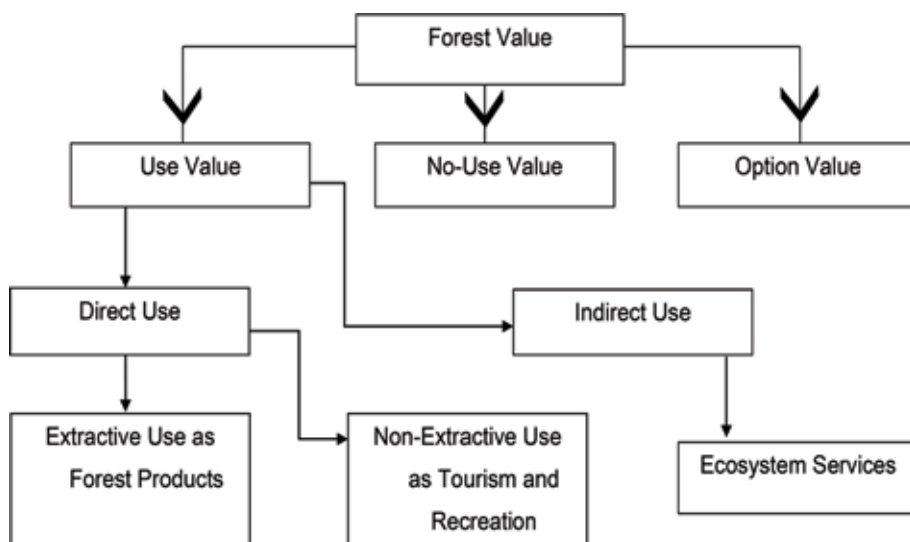 Forest Value
Use Value
No-Use Value
Option Value
Direct Use
Indirect Use
Extractive Use as
Forest Products
Non-Extractive Use
as Tourism and
Recreation
Ecosystem Services